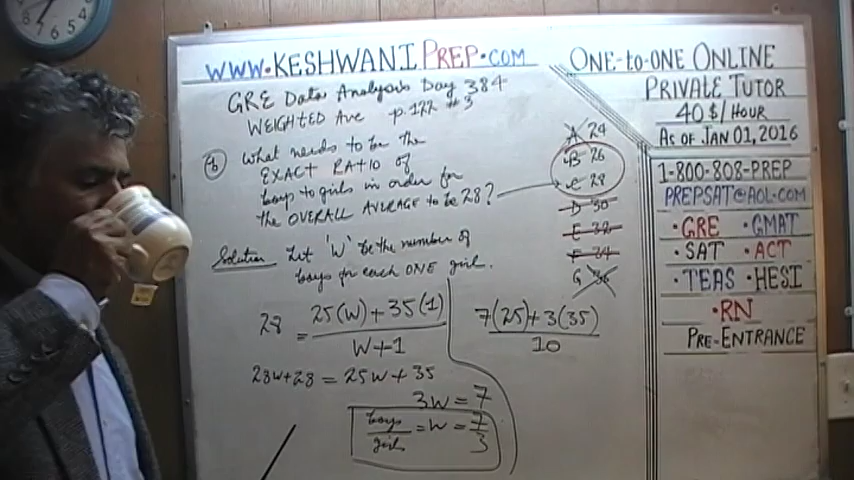 WWW.KESHWANIPREP.COM
GRE Data Analysis Day 384
WEIGHTED Ave p.122 #3
b What needs to be the
EXACT RATIO of
boys to girls in order for
the OVERALL AVERAGE to be 28?
A 24
B 26
C 28
D 30
E 32
F 34
G 36
Solution Let 'W' be the number of
boys for each ONE girl.
28 = 25(W)+35(1)
W+1
28W+28 = 25W+35
3W = 7
boys
girls
=W = 7
3
7(25)+3(35)
10
ONE-to-ONE ONLINE
PRIVATE TUTOR
40 $/HOUR
AS OF JAN 01, 2016
1-800-808-PREP
PREPSAT@AOL.COM
•GRE •GMAT
•SAT •ACT
•TEAS •HESI
•RN
PRE-ENTRANCE
7 6 5 4